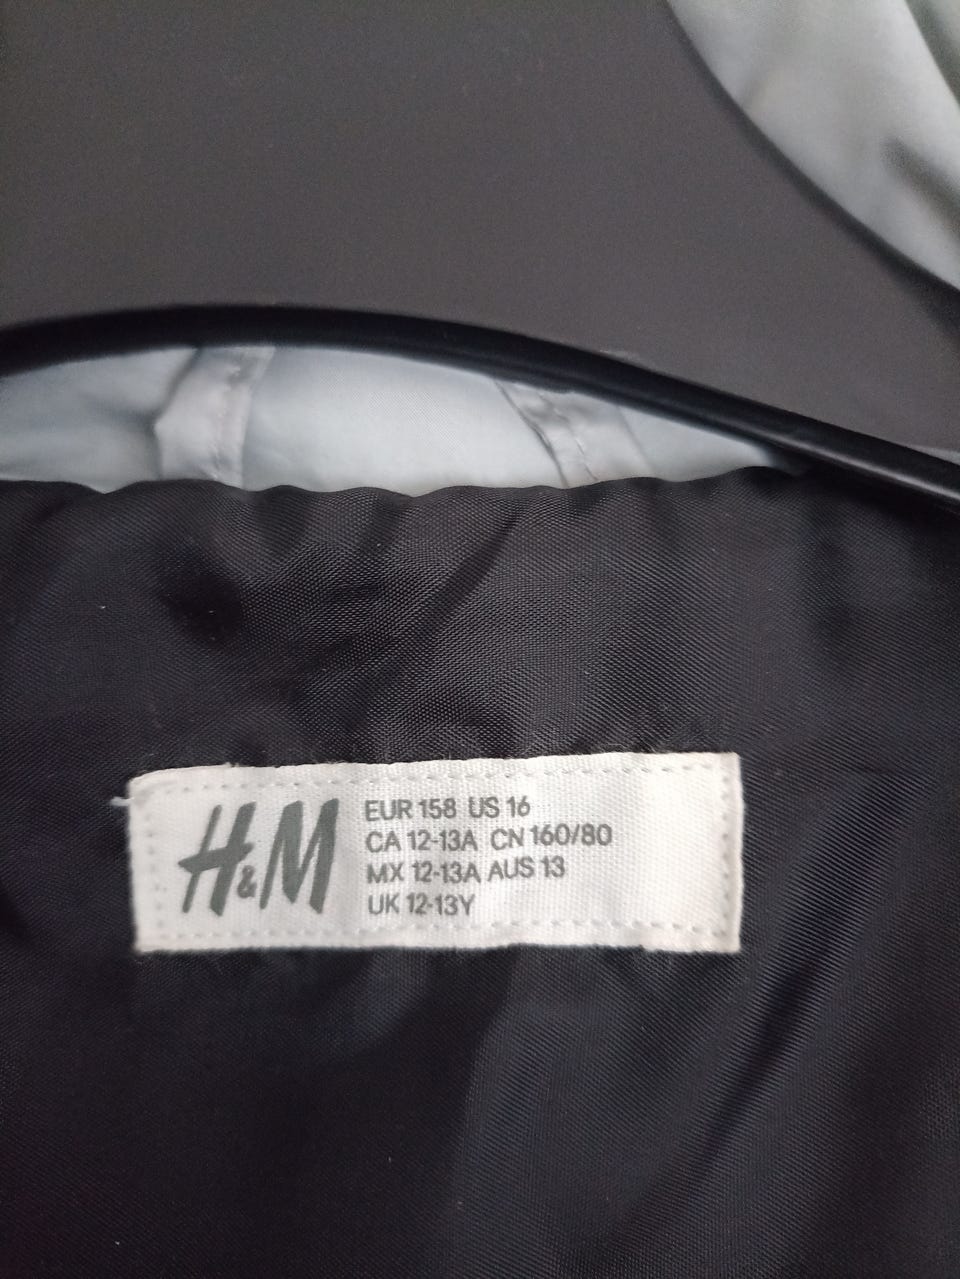 H&M
EUR 158 US 16
CA 12-13A CN 160/80
MX 12-13A AUS 13
UK 12-13Y